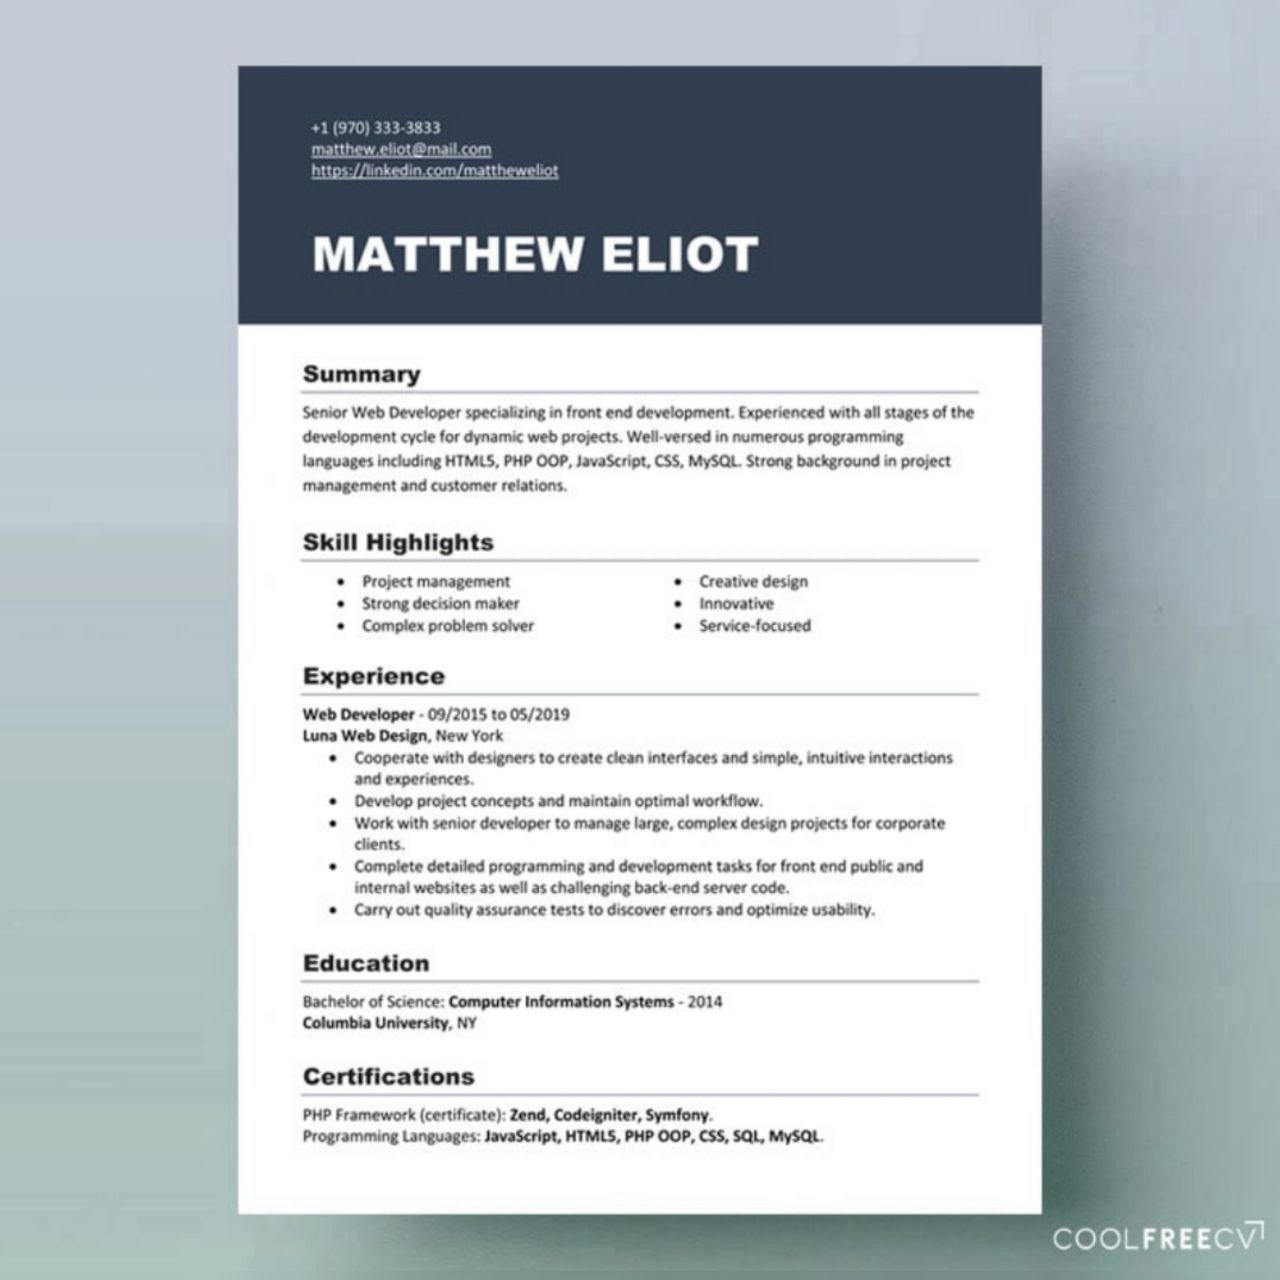 +1 (970) 333-3833
matthew.eliot@mail.com
https://linkedin.com/mattheweliot
MATTHEW ELIOT
Summary
Senior Web Developer specializing in front end development. Experienced with all stages of the
development cycle for dynamic web projects. Well-versed in numerous programming
languages including HTML5, PHP OOP, JavaScript, CSS, MySQL. Strong background in project
management and customer relations.
Skill Highlights
• Project management
• Strong decision maker
• Complex problem solver
• Creative design
• Innovative
• Service-focused
Experience
Web Developer - 09/2015 to 05/2019
Luna Web Design, New York
• Cooperate with designers to create clean interfaces and simple, intuitive interactions
and experiences.
• Develop project concepts and maintain optimal workflow.
• Work with senior developer to manage large, complex design projects for corporate
clients.
• Complete detailed programming and development tasks for front end public and
internal websites as well as challenging back-end server code.
• Carry out quality assurance tests to discover errors and optimize usability.
Education
Bachelor of Science: Computer Information Systems - 2014
Columbia University, NY
Certifications
PHP Framework (certificate): Zend, Codeigniter, Symfony.
Programming Languages: JavaScript, HTML5, PHP OOP, CSS, SQL, MySQL.
COOLFREECV